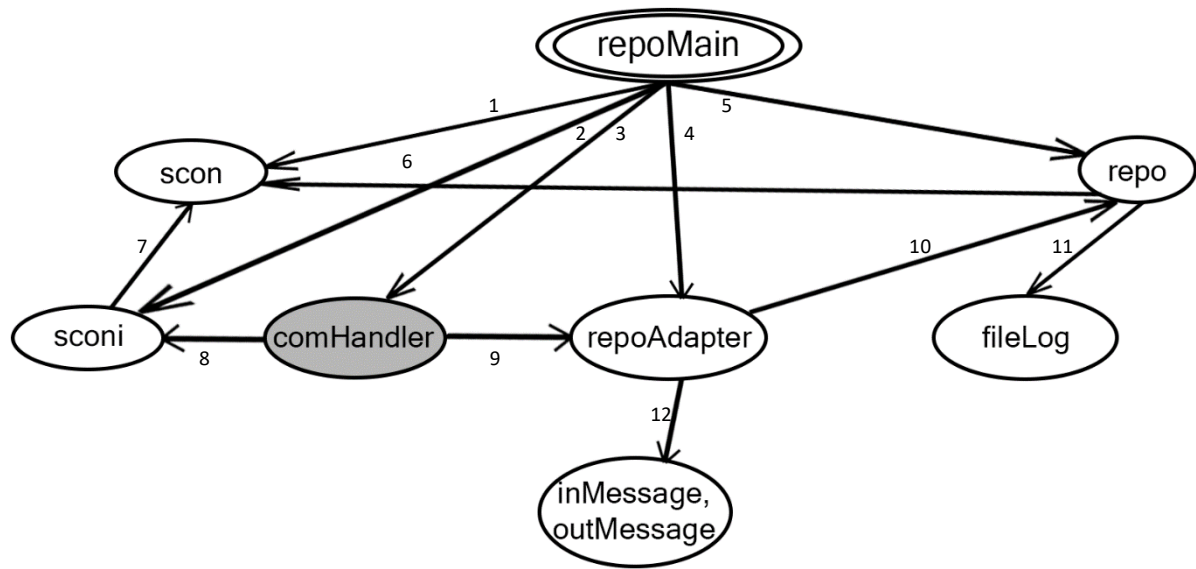 repoMain
1
2
3
4
5
6
scon
repo
7
10
11
sconi
comHandler
repoAdapter
fileLog
8
9
12
inMessage,
outMessage